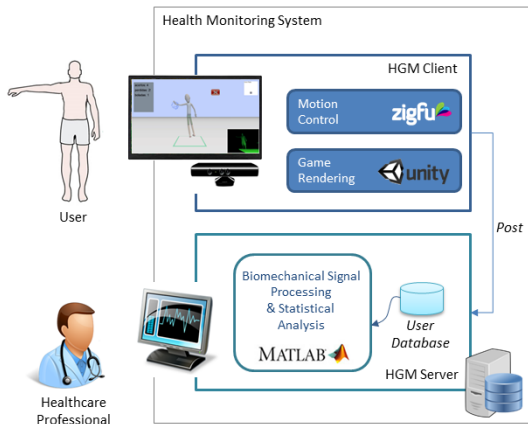 Health Monitoring System
HGM Client
Motion
Control
zigfu
Game
Rendering
unity
User
Post
Biomechanical Signal
Processing
& Statistical
Analysis
MATLAB
User
Database
HGM Server
Healthcare
Professional